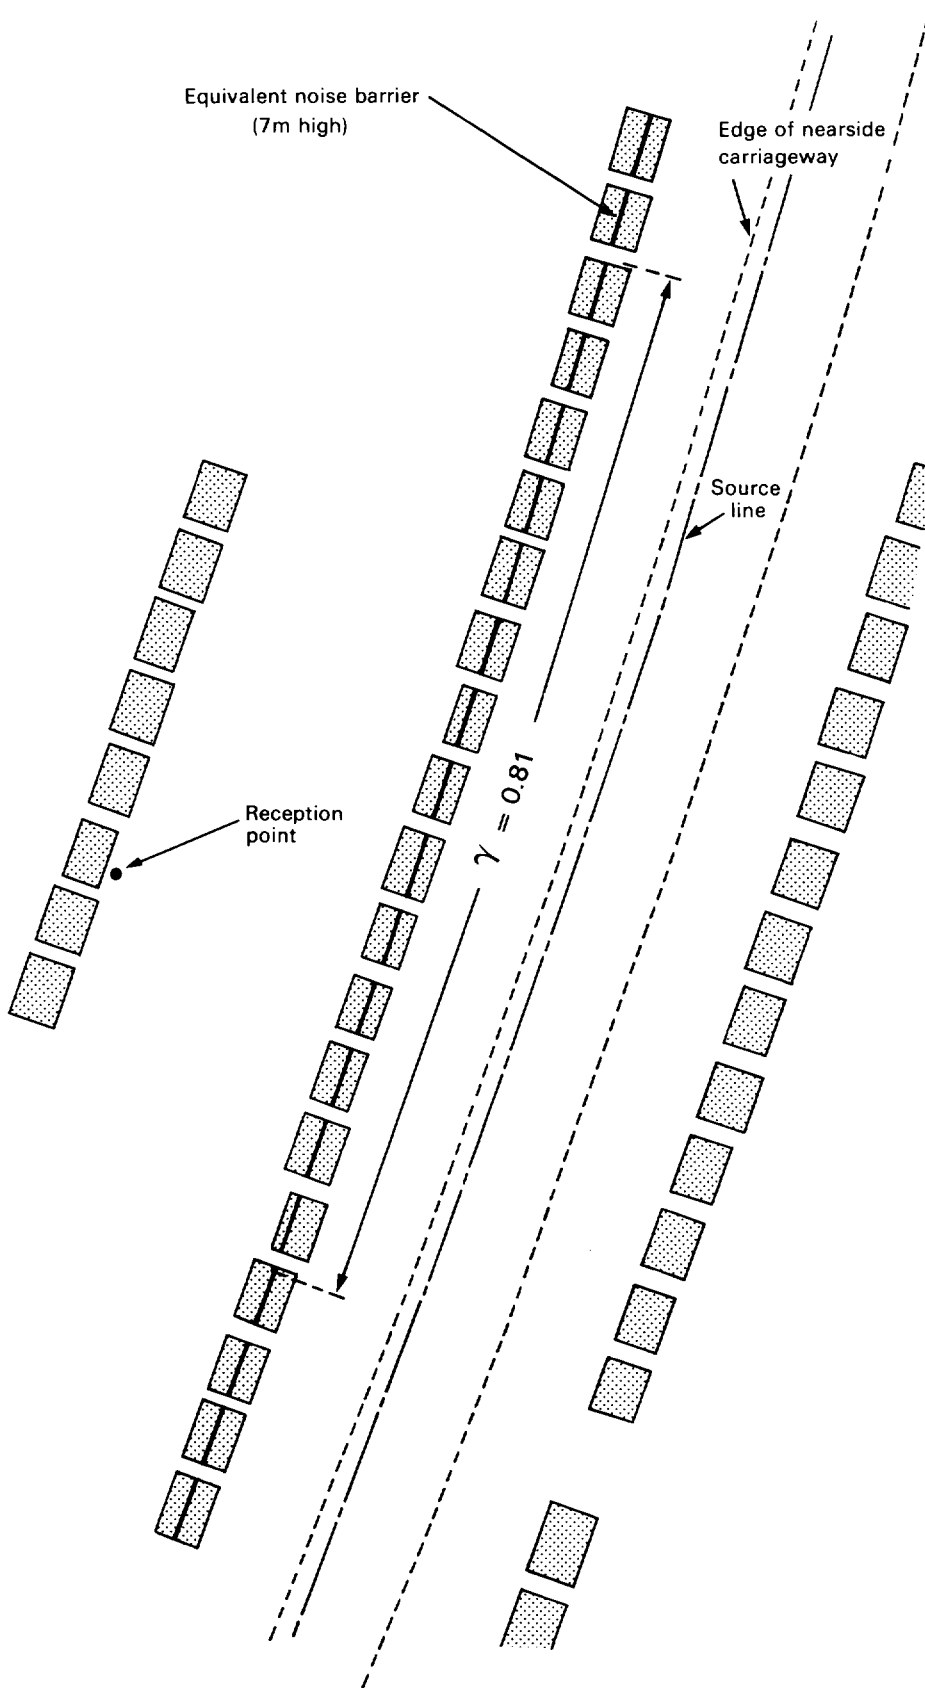 Equivalent noise barrier
(7m high)
Edge of nearside
carriageway
Source
line
γ = 0.81
Reception
point